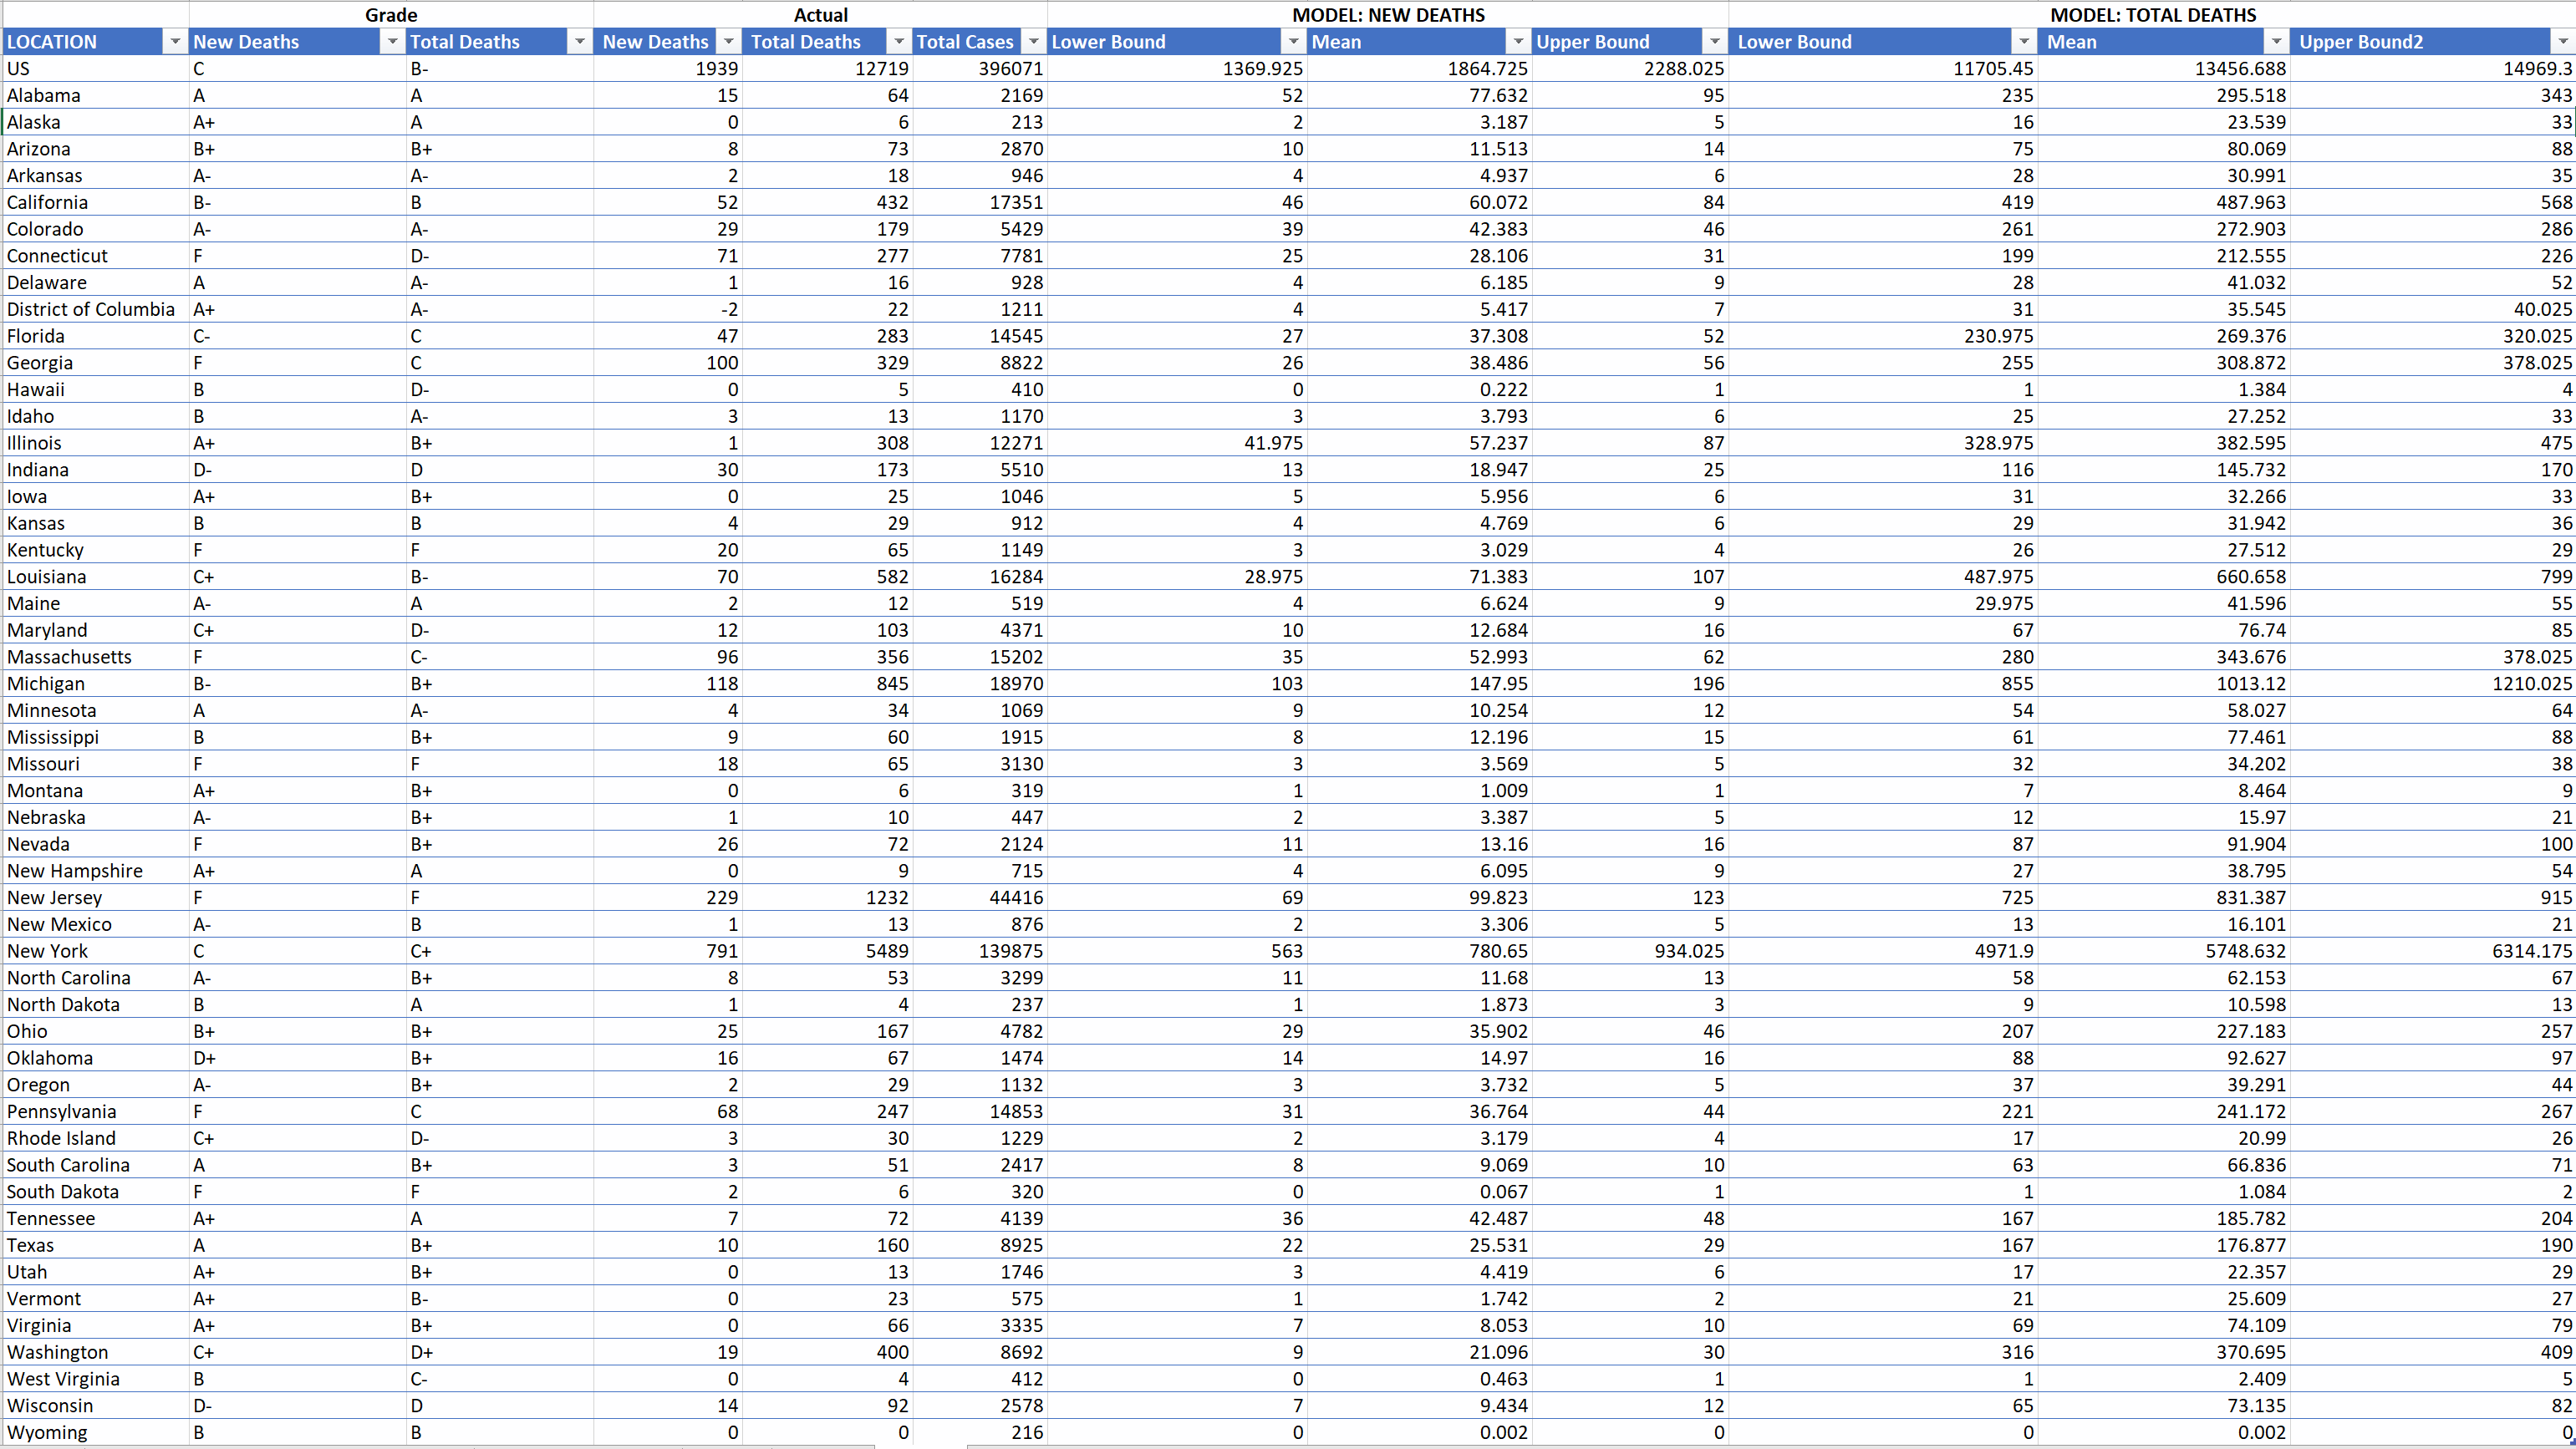 Grade Actual MODEL: NEW DEATHS MODEL: TOTAL DEATHS
LOCATION New Deaths Total Deaths New Deaths Total Deaths Total Cases Lower Bound Mean Upper Bound Lower Bound Mean Upper Bound2
US C B- 1939 12719 396071 1369.925 1864.725 2288.025 11705.45 13456.688 14969.3
Alabama A A 15 64 2169 52 77.632 95 235 295.518 343
Alaska A+ A 0 6 213 2 3.187 5 16 23.539 33
Arizona B+ B+ 8 73 2870 10 11.513 14 75 80.069 88
Arkansas A- A- 2 18 946 4 4.937 6 28 30.991 35
California B- B 52 432 17351 46 60.072 84 419 487.963 568
Colorado A- A- 29 179 5429 39 42.383 46 261 272.903 286
Connecticut F D- 71 277 7781 25 28.106 31 199 212.555 226
Delaware A A- 1 16 928 4 6.185 9 28 41.032 52
District of Columbia A+ A- -2 22 1211 4 5.417 7 31 35.545 40.025
Florida C- C 47 283 14545 27 37.308 52 230.975 269.376 320.025
Georgia F C 100 329 8822 26 38.486 56 255 308.872 378.025
Hawaii B D- 0 5 410 0 0.222 1 1 1.384 4
Idaho B A- 3 13 1170 3 3.793 6 25 27.252 33
Illinois A+ B+ 1 308 12271 41.975 57.237 87 328.975 382.595 475
Indiana D- D 30 173 5510 13 18.947 25 116 145.732 170
Iowa A+ B+ 0 25 1046 5 5.956 6 31 32.266 33
Kansas B B 4 29 912 4 4.769 6 29 31.942 36
Kentucky F F 20 65 1149 3 3.029 4 26 27.512 29
Louisiana C+ B- 70 582 16284 28.975 71.383 107 487.975 660.658 799
Maine A- A 2 12 519 4 6.624 9 29.975 41.596 55
Maryland C+ D- 12 103 4371 10 12.684 16 67 76.74 85
Massachusetts F C- 96 356 15202 35 52.993 62 280 343.676 378.025
Michigan B- B+ 118 845 18970 103 147.95 196 855 1013.12 1210.025
Minnesota A A- 4 34 1069 9 10.254 12 54 58.027 64
Mississippi B B+ 9 60 1915 8 12.196 15 61 77.461 88
Missouri F F 18 65 3130 3 3.569 5 32 34.202 38
Montana A+ B+ 0 6 319 1 1.009 1 7 8.464 9
Nebraska A- B+ 1 10 447 2 3.387 5 12 15.97 21
Nevada F B+ 26 72 2124 11 13.16 16 87 91.904 100
New Hampshire A+ A 0 9 715 4 6.095 9 27 38.795 54
New Jersey F F 229 1232 44416 69 99.823 123 725 831.387 915
New Mexico A- B 1 13 876 2 3.306 5 13 16.101 21
New York C C+ 791 5489 139875 563 780.65 934.025 4971.9 5748.632 6314.175
North Carolina A- B+ 8 53 3299 11 11.68 13 58 62.153 67
North Dakota B A 1 4 237 1 1.873 3 9 10.598 13
Ohio B+ B+ 25 167 4782 29 35.902 46 207 227.183 257
Oklahoma D+ B+ 16 67 1474 14 14.97 16 88 92.627 97
Oregon A- B+ 2 29 1132 3 3.732 5 37 39.291 44
Pennsylvania F C 68 247 14853 31 36.764 44 221 241.172 267
Rhode Island C+ D- 3 30 1229 2 3.179 4 17 20.99 26
South Carolina A B+ 3 51 2417 8 9.069 10 63 66.836 71
South Dakota F F 2 6 320 0 0.067 1 1 1.084 2
Tennessee A+ A 7 72 4139 36 42.487 48 167 185.782 204
Texas A B+ 10 160 8925 22 25.531 29 167 176.877 190
Utah A+ B+ 0 13 1746 3 4.419 6 17 22.357 29
Vermont A+ B- 0 23 575 1 1.742 2 21 25.609 27
Virginia A+ B+ 0 66 3335 7 8.053 10 69 74.109 79
Washington C+ D+ 19 400 8692 9 21.096 30 316 370.695 409
West Virginia B C- 0 4 412 0 0.463 1 1 2.409 5
Wisconsin D- D 14 92 2578 7 9.434 12 65 73.135 82
Wyoming B B 0 0 216 0 0.002 0 0 0.002 0